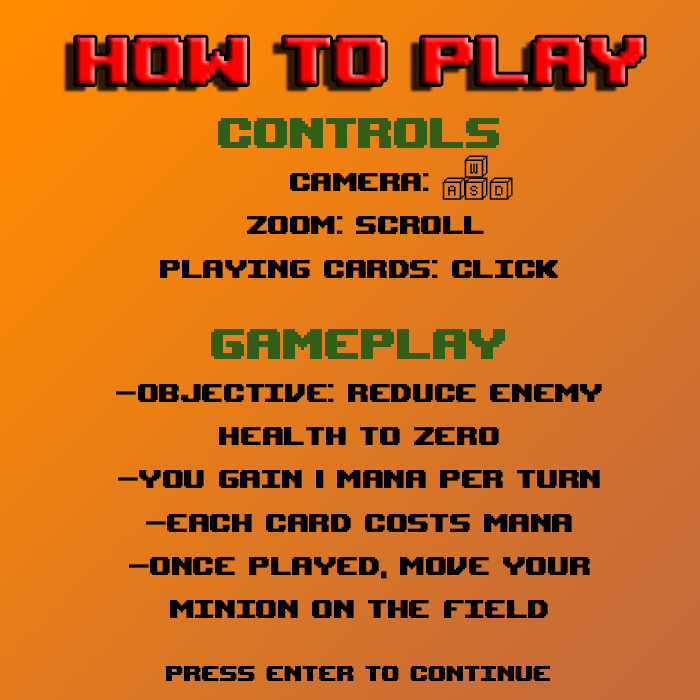 HOW TO PLAY
CONTROLS
CAMERA: W A S D
ZOOM: SCROLL
PLAYING CARDS: CLICK
GAMEPLAY
-OBJECTIVE: REDUCE ENEMY
HEALTH TO ZERO
-YOU GAIN 1 MANA PER TURN
-EACH CARD COSTS MANA
-ONCE PLAYED, MOVE YOUR
MINION ON THE FIELD
PRESS ENTER TO CONTINUE